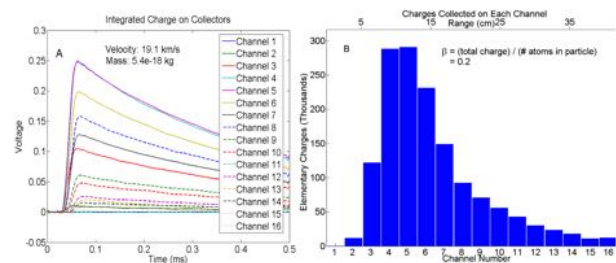 Integrated Charge on Collectors
A
Velocity: 19.1 km/s
Mass: 5.4e-18 kg
Channel 1
Channel 2
Channel 3
Channel 4
Channel 5
Channel 6
Channel 7
Channel 8
Channel 9
Channel 10
Channel 11
Channel 12
Channel 13
Channel 14
Channel 15
Channel 16
Voltage
0.3
0.25
0.2
0.15
0.1
0.05
0
-0.05
0 0.1 0.2 0.3 0.4 0.5
Time (ms)
Charges Collected on Each Channel
Range (cm)
5 15 25 35
B
β = (total charge) / (# atoms in particle)
= 0.2
Elementary Charges (Thousands)
300
250
200
150
100
50
0
1 2 3 4 5 6 7 8 9 10 11 12 13 14 15 16
Channel Number